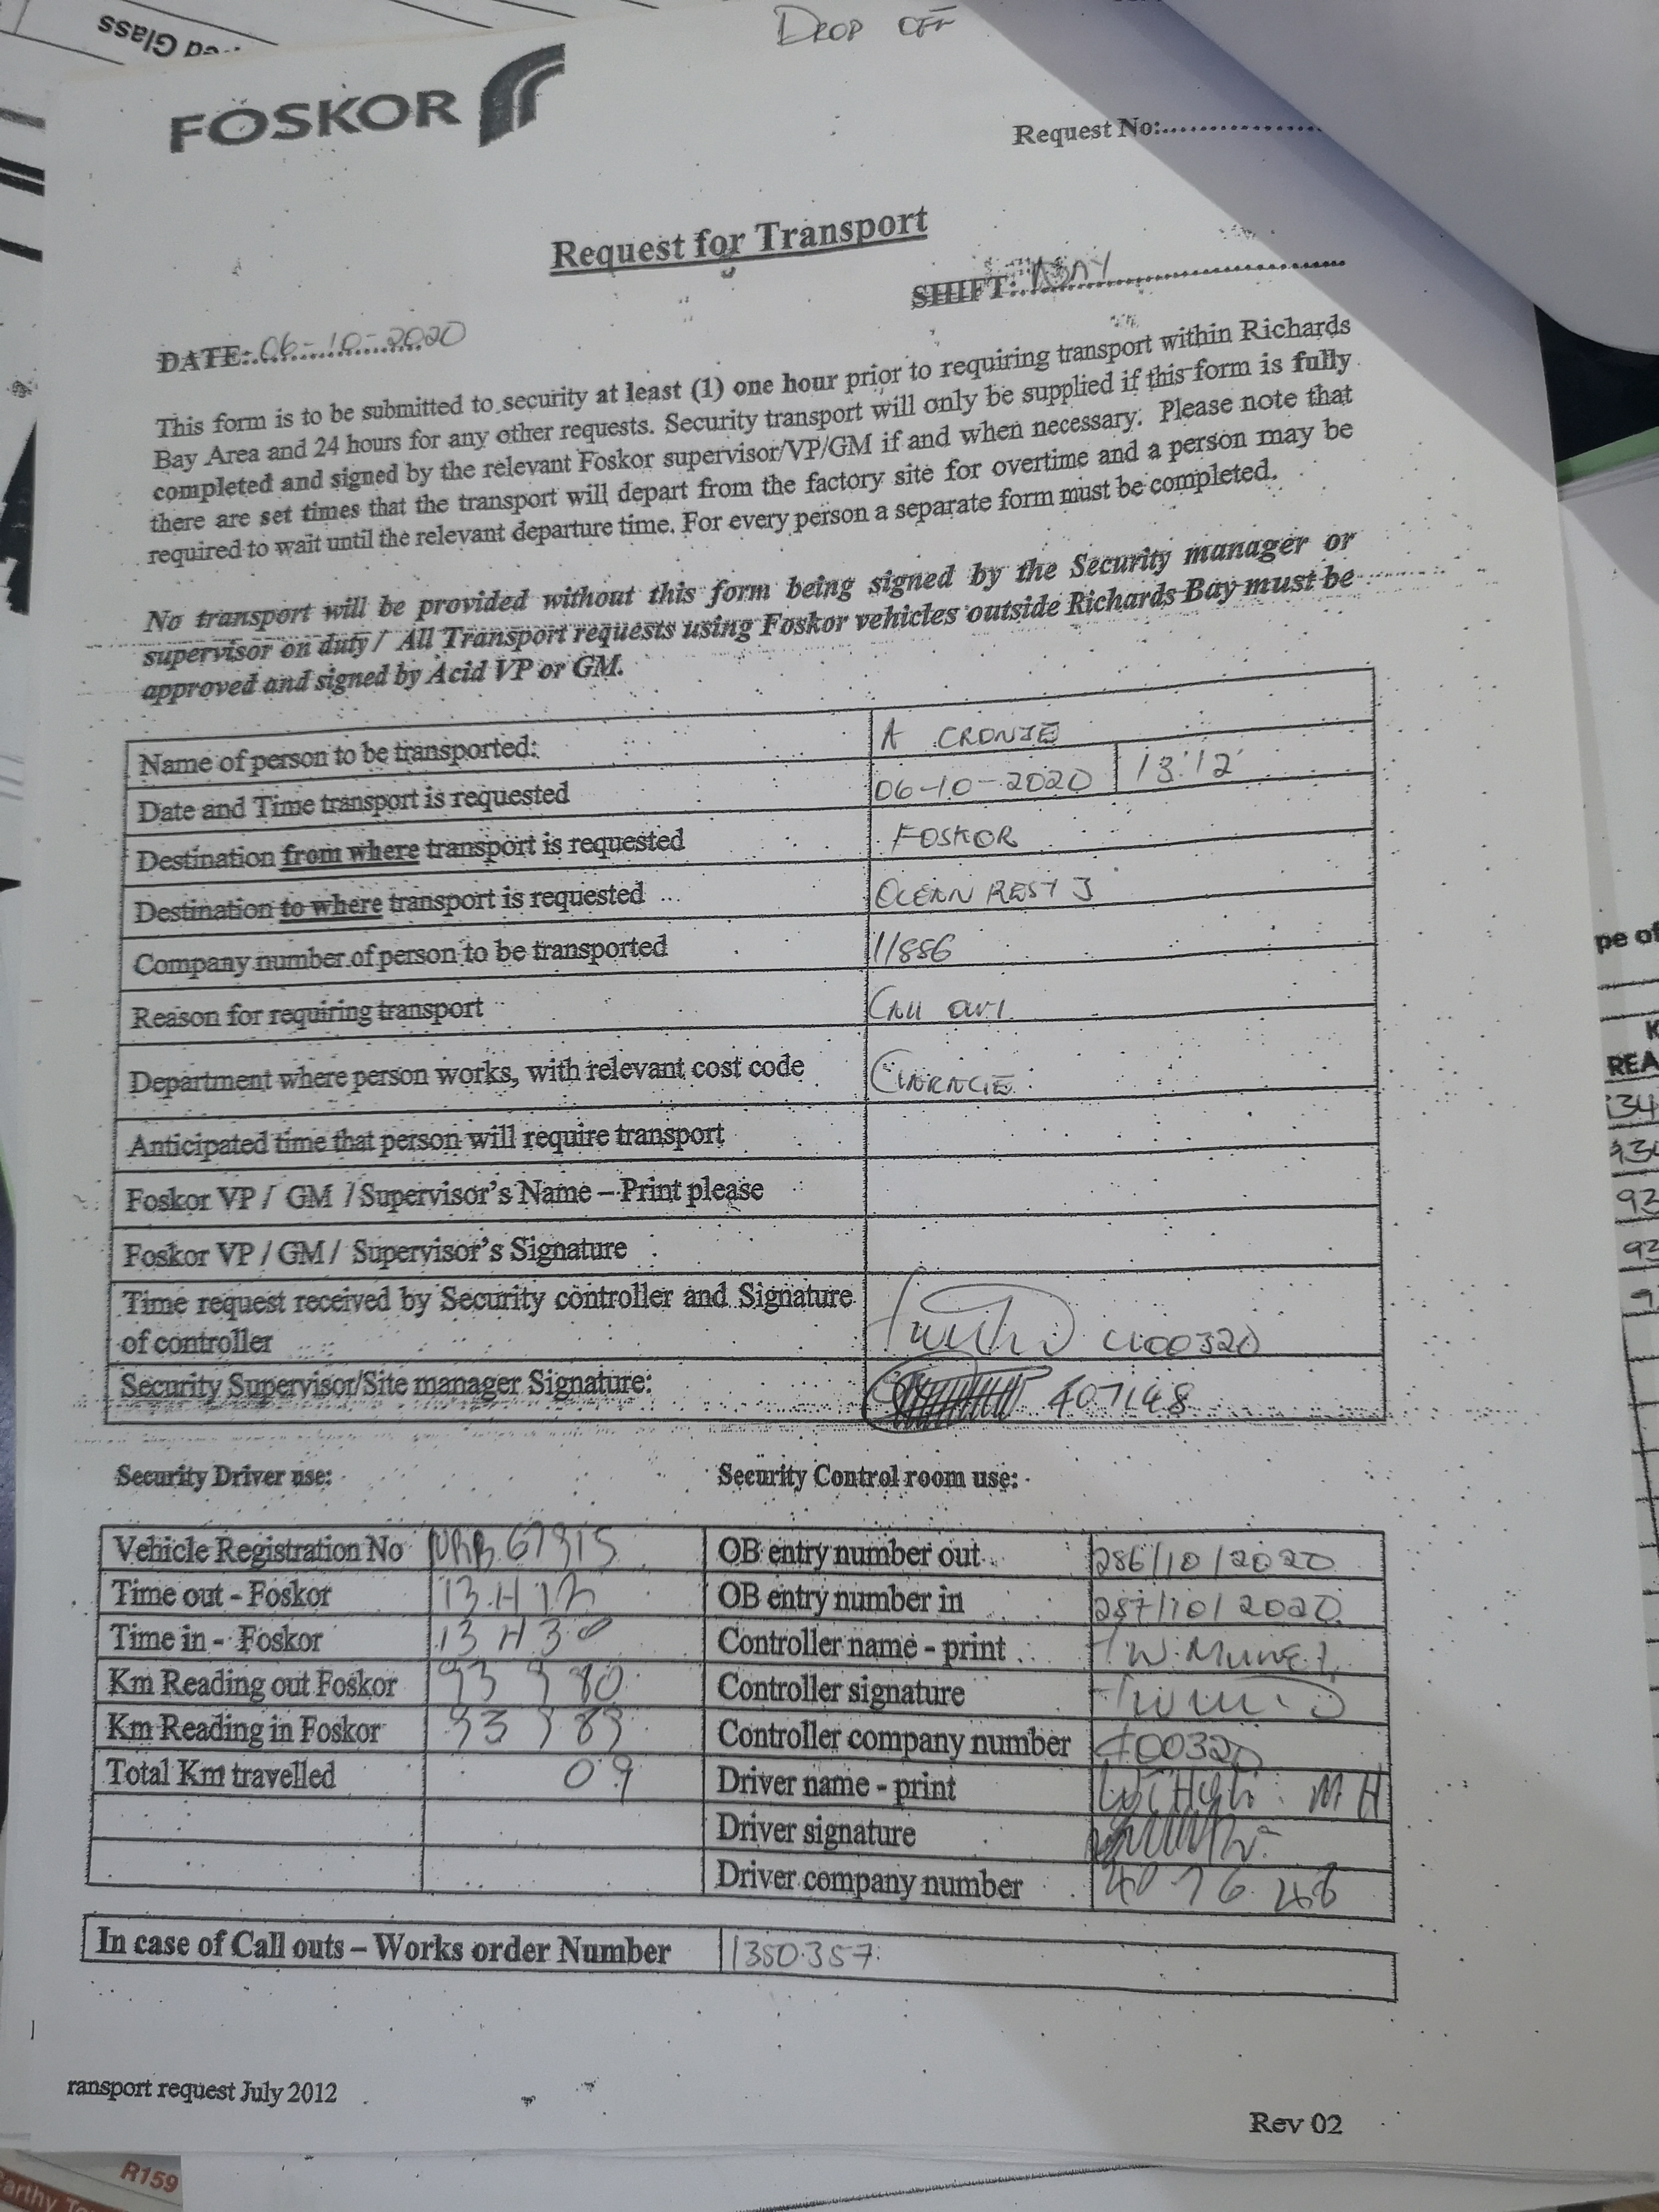 ed Glass
DROP OFF
FOSKOR
Request No:....................
Request for Transport
SHIFT: DAY
DATE: 06-10-2020
This form is to be submitted to security at least (1) one hour prior to requiring transport within Richards
Bay Area and 24 hours for any other requests. Security transport will only be supplied if this form is fully
completed and signed by the relevant Foskor supervisor/VP/GM if and when necessary. Please note that
there are set times that the transport will depart from the factory site for overtime and a person may be
required to wait until the relevant departure time. For every person a separate form must be completed.
No transport will be provided without this form being signed by the Security manager or
supervisor on duty / All Transport requests using Foskor vehicles outside Richards Bay must be
approved and signed by Acid VP or GM.
Name of person to be transported: A CRONJE
Date and Time transport is requested 06-10-2020 13:12
Destination from where transport is requested FOSKOR
Destination to where transport is requested OCEAN REST J
Company number of person to be transported 11886
Reason for requiring transport CALL OUT
Department where person works, with relevant cost code
Anticipated time that person will require transport
Foskor VP / GM / Supervisor's Name – Print please
Foskor VP / GM / Supervisor's Signature
Time request received by Security controller and Signature
of controller 400320
Security Supervisor/Site manager Signature: 407148
Security Driver use: Security Control room use:
Vehicle Registration No NRB 67315 OB entry number out 286/10/2020
Time out - Foskor 13H12 OB entry number in 287/10/2020
Time in - Foskor 13H30 Controller name - print
Km Reading out Foskor 93 980 Controller signature
Km Reading in Foskor 93 989 Controller company number 400320
Total Km travelled 09 Driver name - print M H
Driver signature
Driver company number
In case of Call outs – Works order Number 1350357
ransport request July 2012
Rev 02
R159
pe of
REA
93
93
9